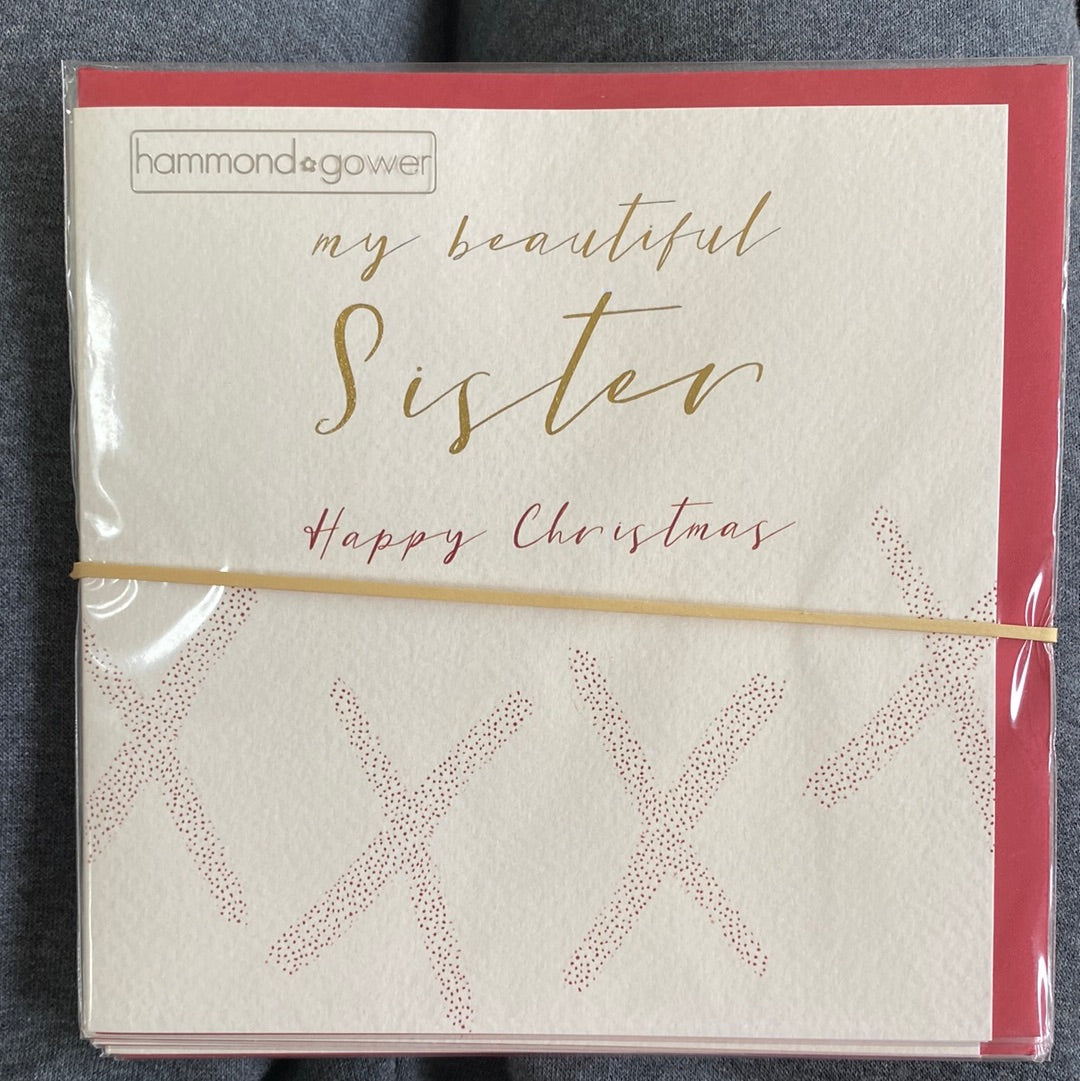 hammond gower
my beautiful
Sister
Happy Christmas